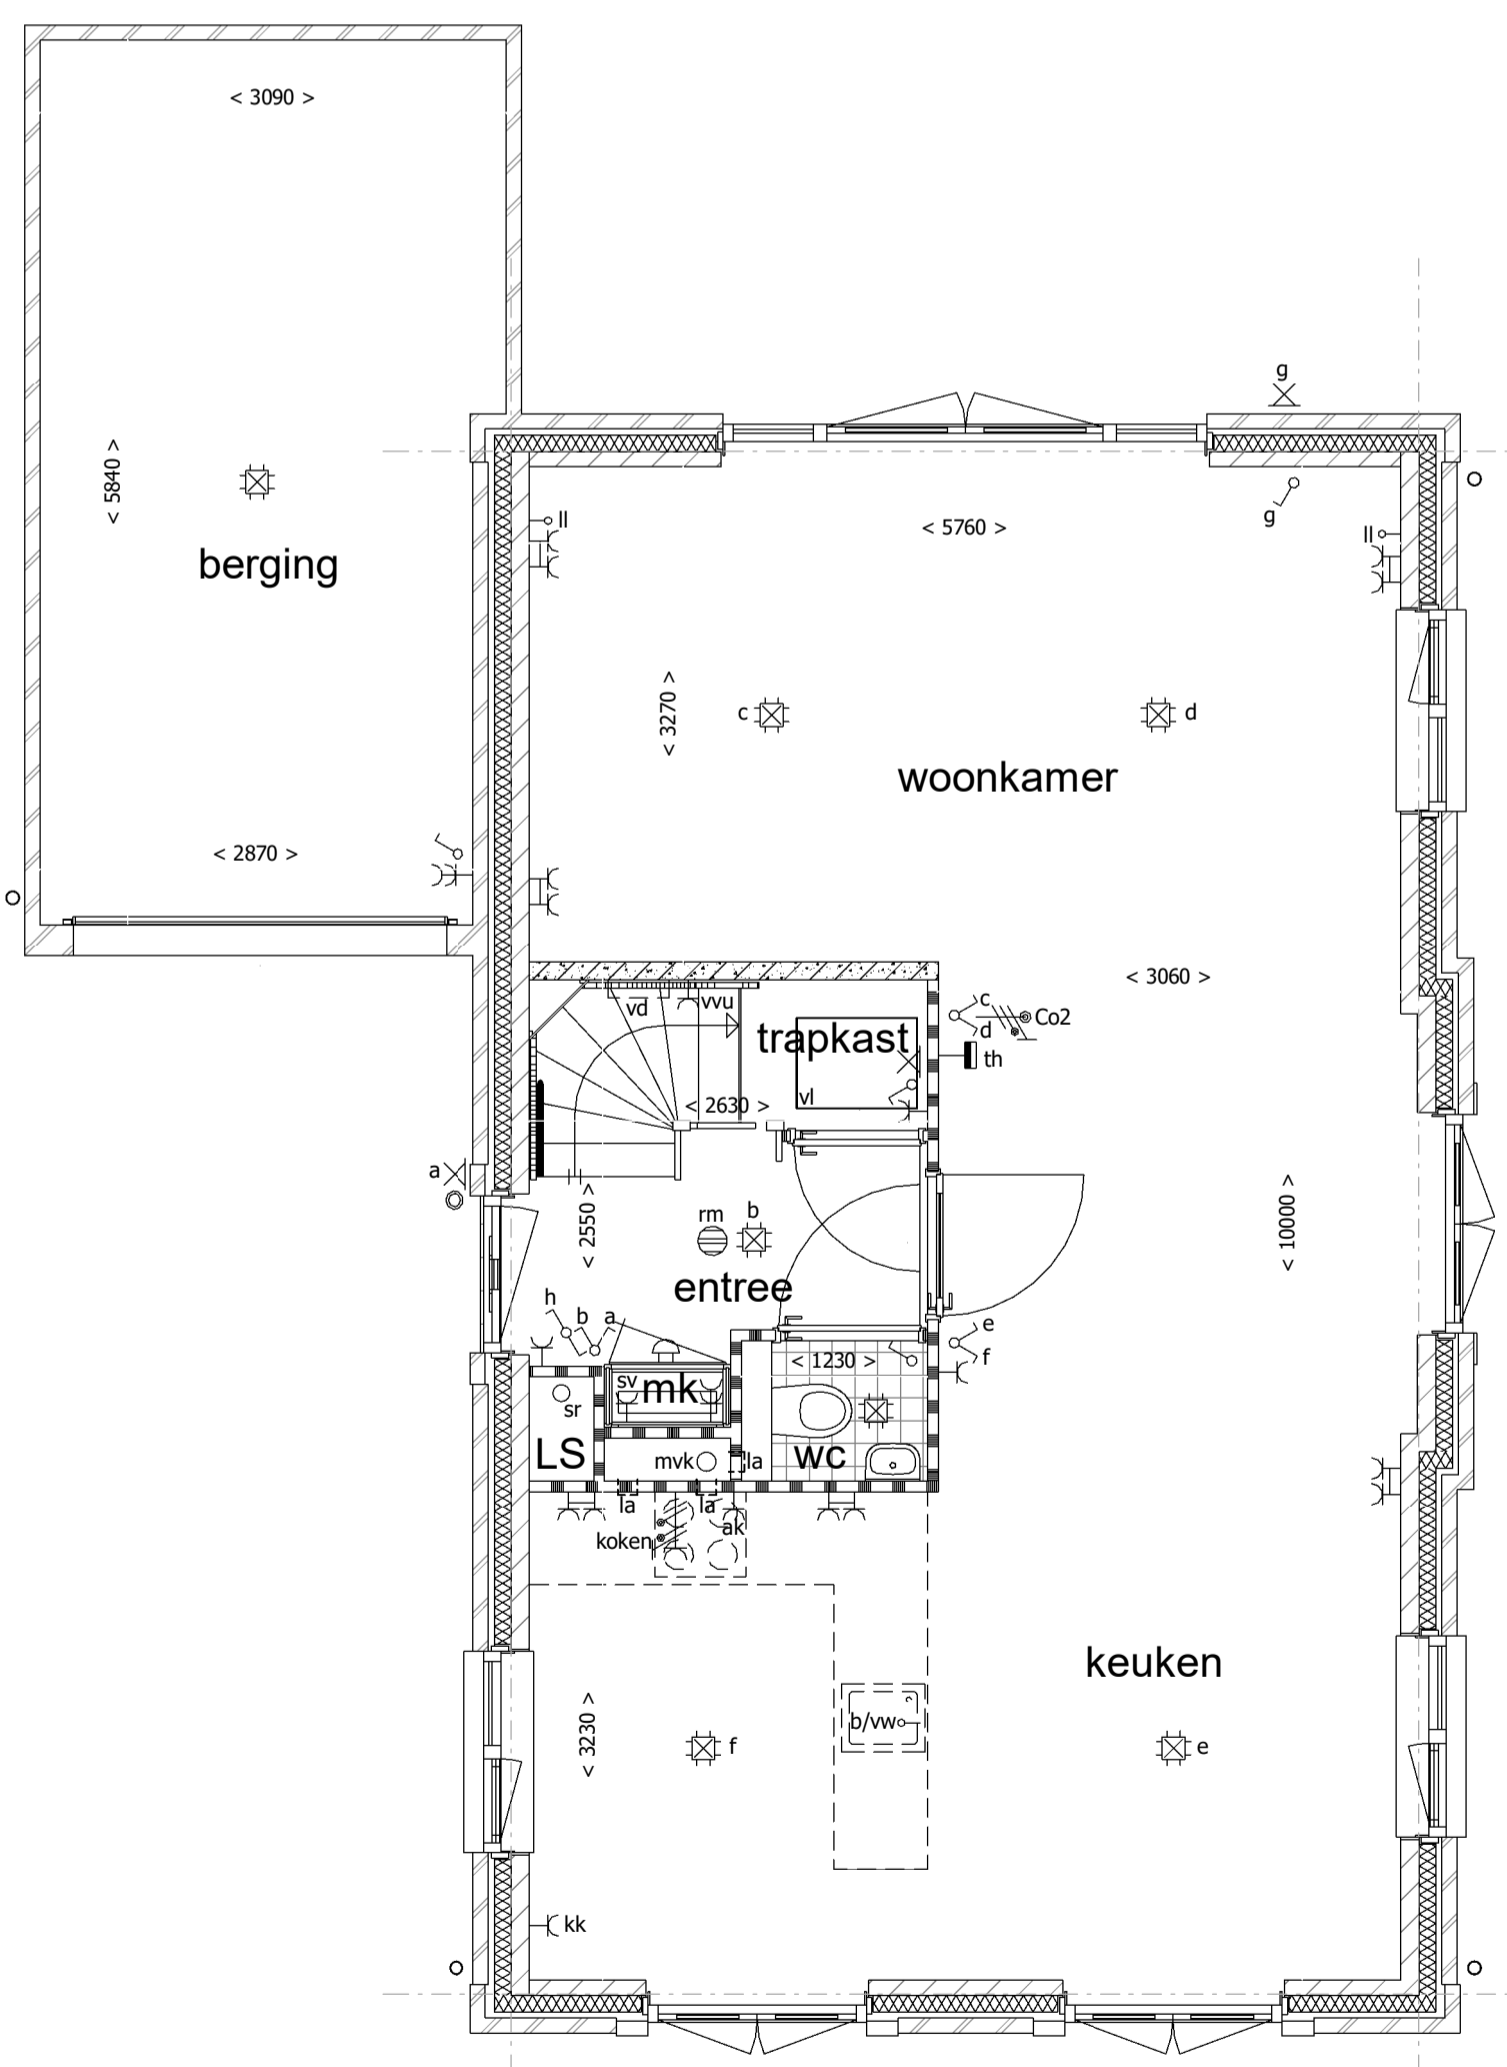 < 3090 >
g
< 5840 >
g
ll
< 5760 >
ll
berging
< 3270 >
c
d
woonkamer
< 2870 >
< 3060 >
c
vd
vvu
Co2
d
trapkast
th
vl
< 2630 >
a
< 2550 >
rm
b
< 10000 >
entree
h
b
a
e
f
< 1230 >
sv
mk
sr
LS
mvk
la
wc
la
la
ak
koken
keuken
b/vw
< 3230 >
f
e
kk